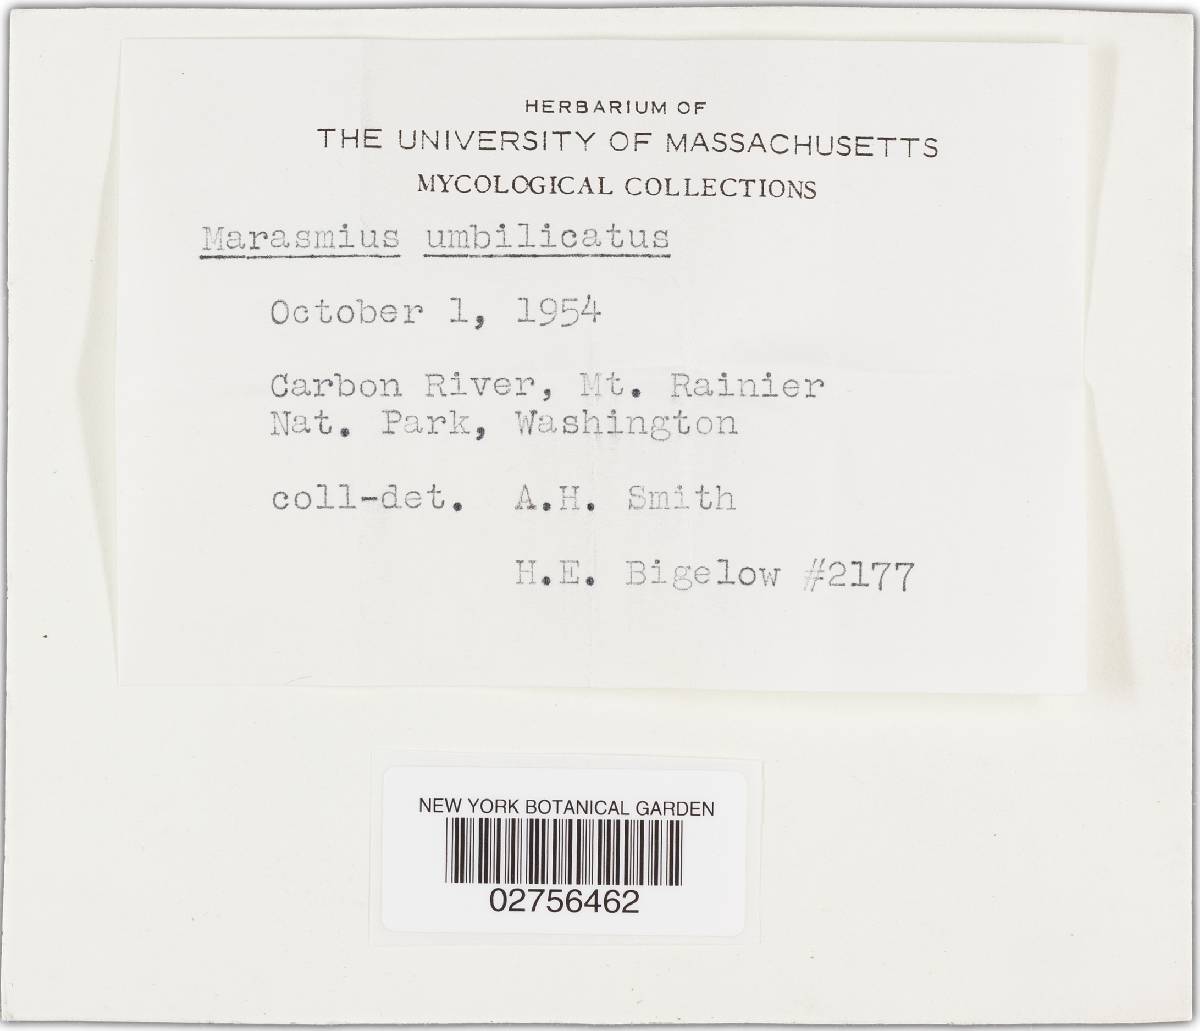 HERBARIUM OF
THE UNIVERSITY OF MASSACHUSETTS
MYCOLOGICAL COLLECTIONS
Marasmius umbilicatus
October 1, 1954
Carbon River, Mt. Rainier
Nat. Park, Washington
coll-det. A.H. Smith
H.E. Bigelow #2177
NEW YORK BOTANICAL GARDEN
02756462